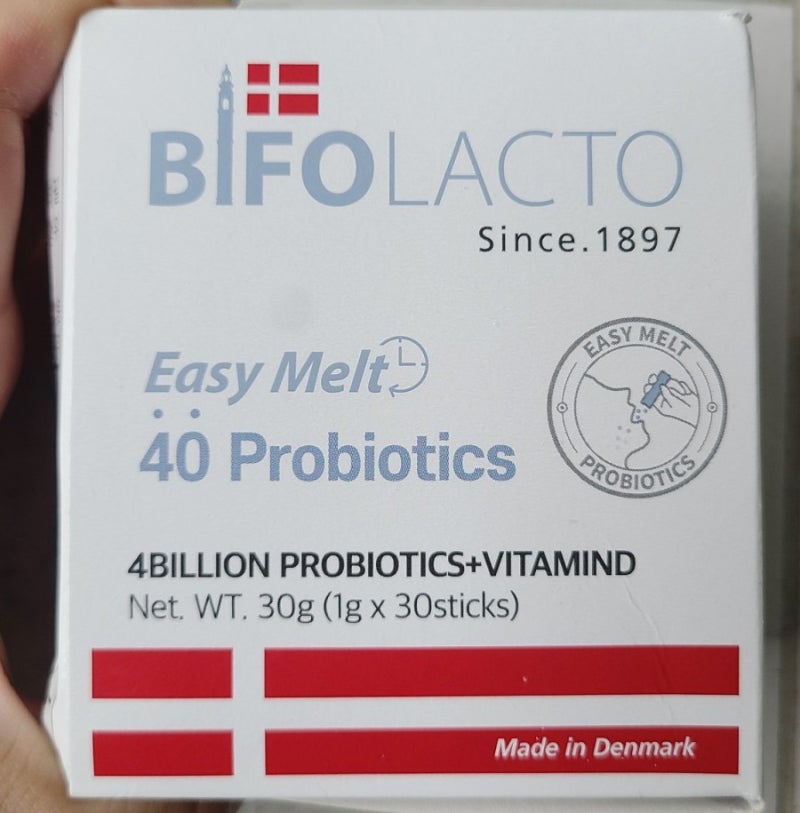 BIFOLACTO
Since.1897
Easy Melt
40 Probiotics
EASY MELT
PROBIOTICS
4BILLION PROBIOTICS+VITAMIND
Net. WT. 30g (1g x 30sticks)
Made in Denmark